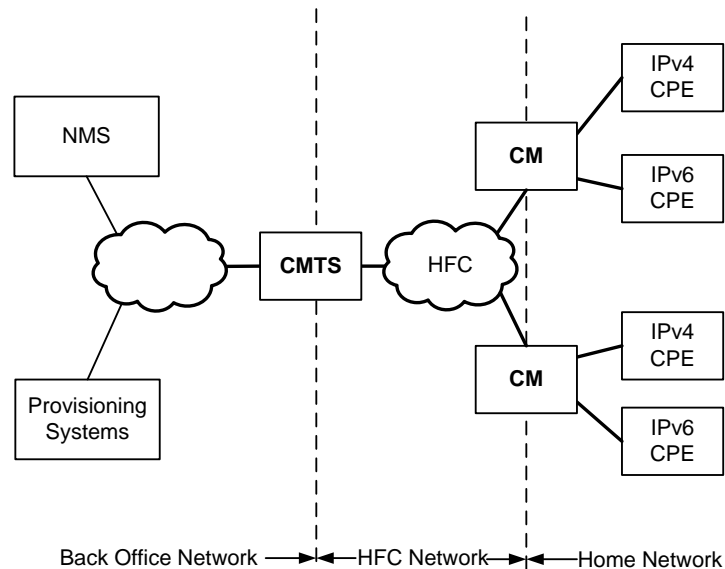 IPv4
CPE
NMS
CM
IPv6
CPE
CMTS
HFC
IPv4
CPE
CM
Provisioning
Systems
IPv6
CPE
Back Office Network
HFC Network
Home Network